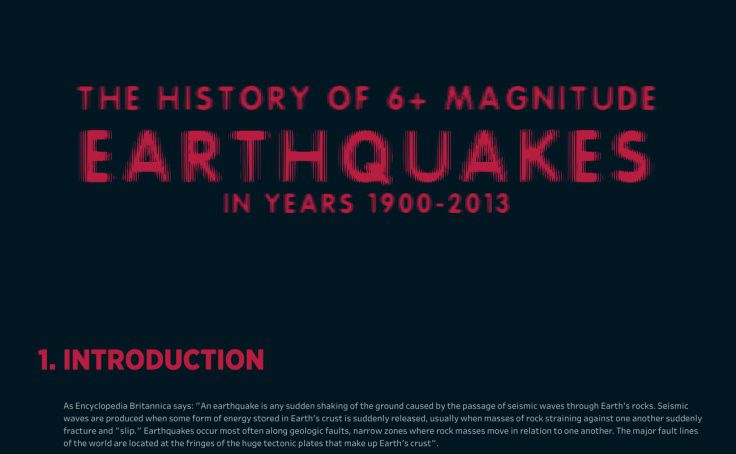 THE HISTORY OF 6+ MAGNITUDE
EARTHQUAKES
IN YEARS 1900-2013
1. INTRODUCTION
As Encyclopedia Britannica says: "An earthquake is any sudden shaking of the ground caused by the passage of seismic waves through Earth's rocks. Seismic
waves are produced when some form of energy stored in Earth's crust is suddenly released, usually when masses of rock straining against one another suddenly
fracture and "slip." Earthquakes occur most often along geologic faults, narrow zones where rock masses move in relation to one another. The major fault lines
of the world are located at the fringes of the huge tectonic plates that make up Earth's crust".